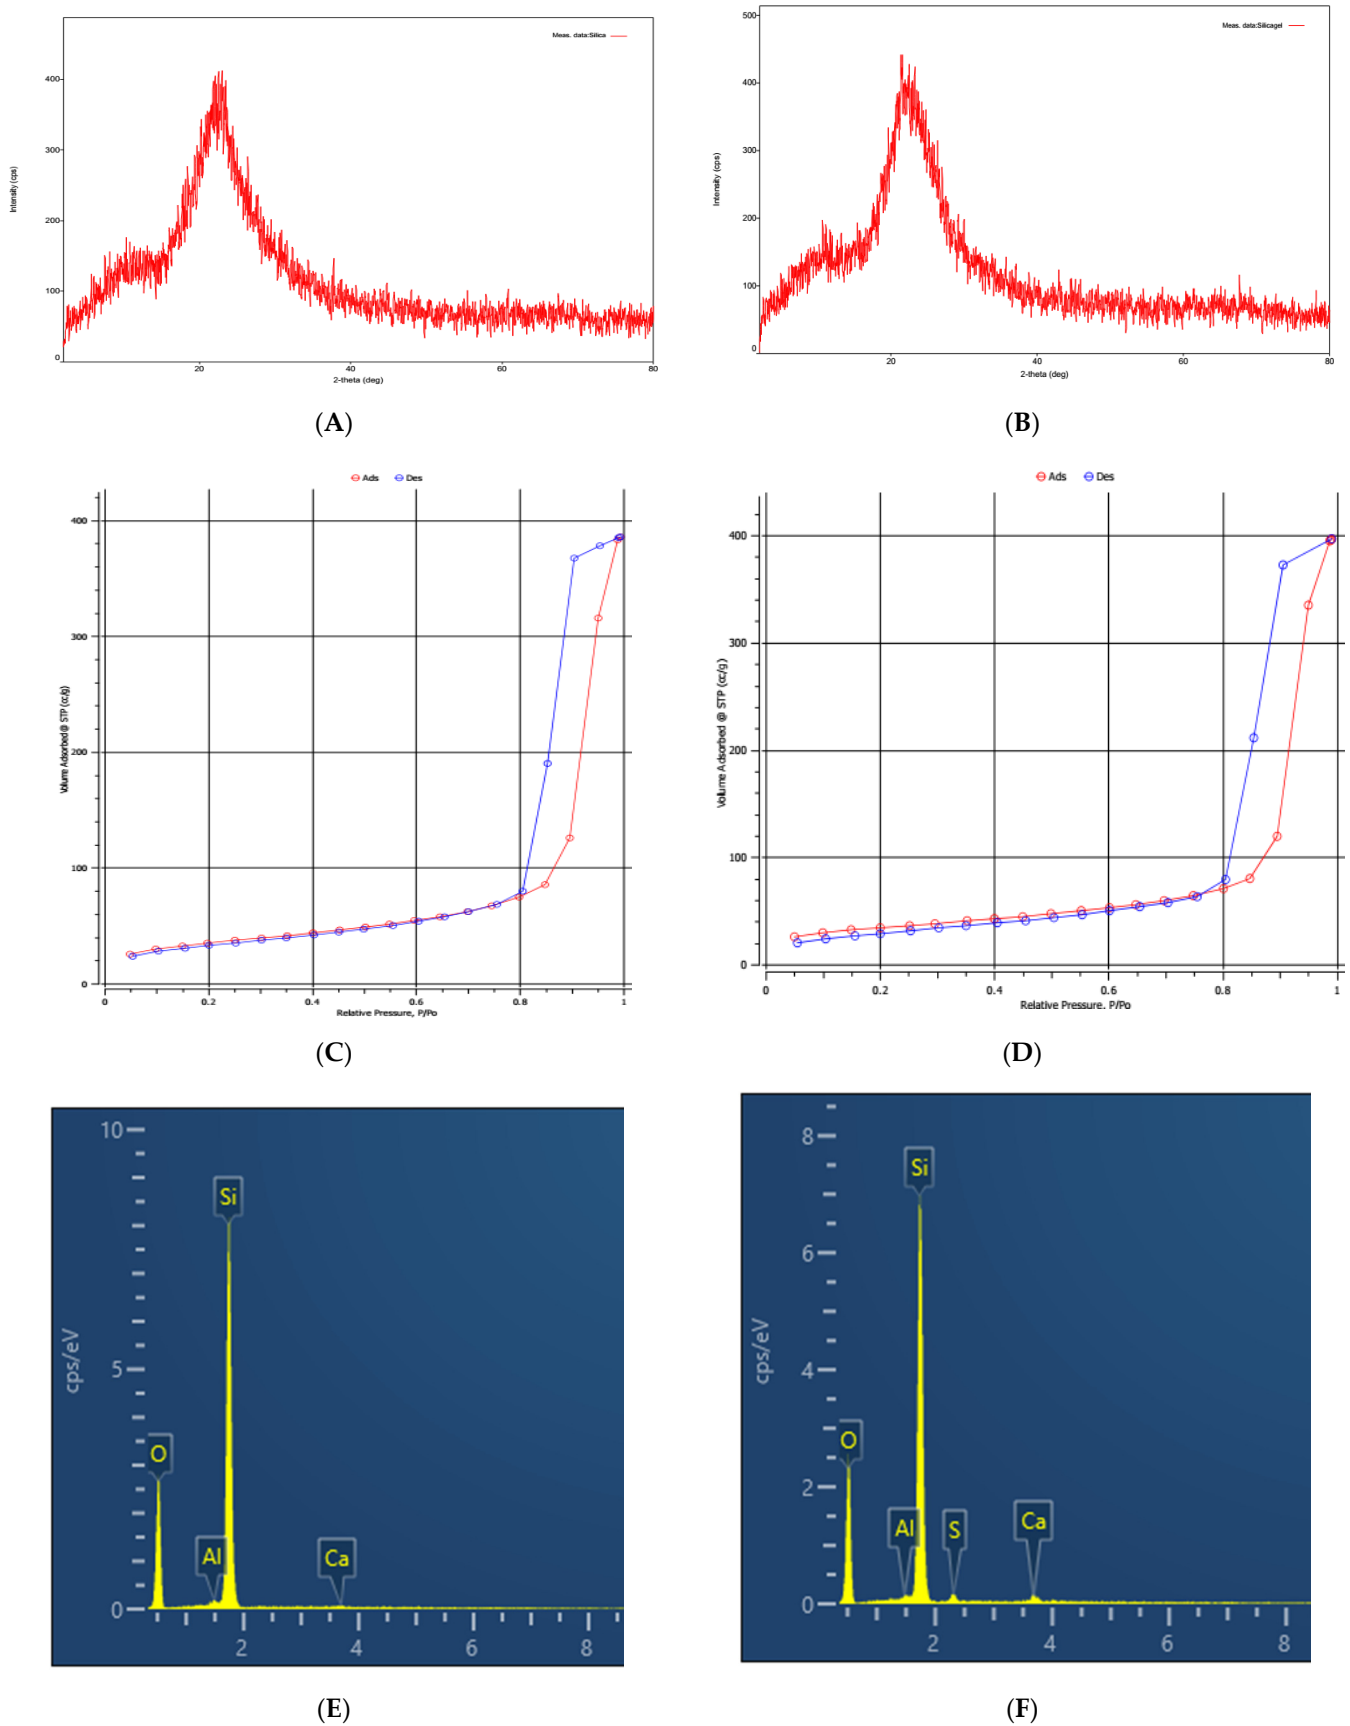 Meas. data:Silica
400
300
200
100
0
20
40
60
80
Intensity (cps)
2-theta (deg)
(A)
Meas. data:Silicagel
500
400
300
200
100
0
20
40
60
80
Intensity (cps)
2-theta (deg)
(B)
Ads Des
400
300
200
100
0
0
0.2
0.4
0.6
0.8
1
Volume Adsorbed @ STP (cc/g)
Relative Pressure, P/Po
(C)
Ads Des
400
300
200
100
0
0
0.2
0.4
0.6
0.8
1
Volume Adsorbed @ STP (cc/g)
Relative Pressure, P/Po
(D)
10
5
0
cps/eV
Si
O
Al
Ca
2
4
6
8
(E)
8
6
4
2
0
cps/eV
Si
O
Al
S
Ca
2
4
6
8
(F)